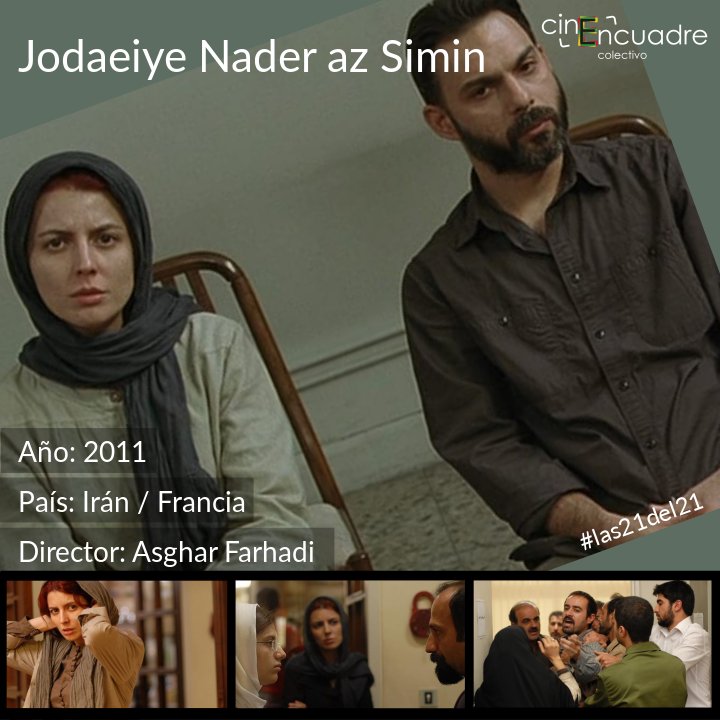 Jodaeiye Nader az Simin
cinEncuadre
colectivo
Año: 2011
País: Irán / Francia
Director: Asghar Farhadi
#las21del21